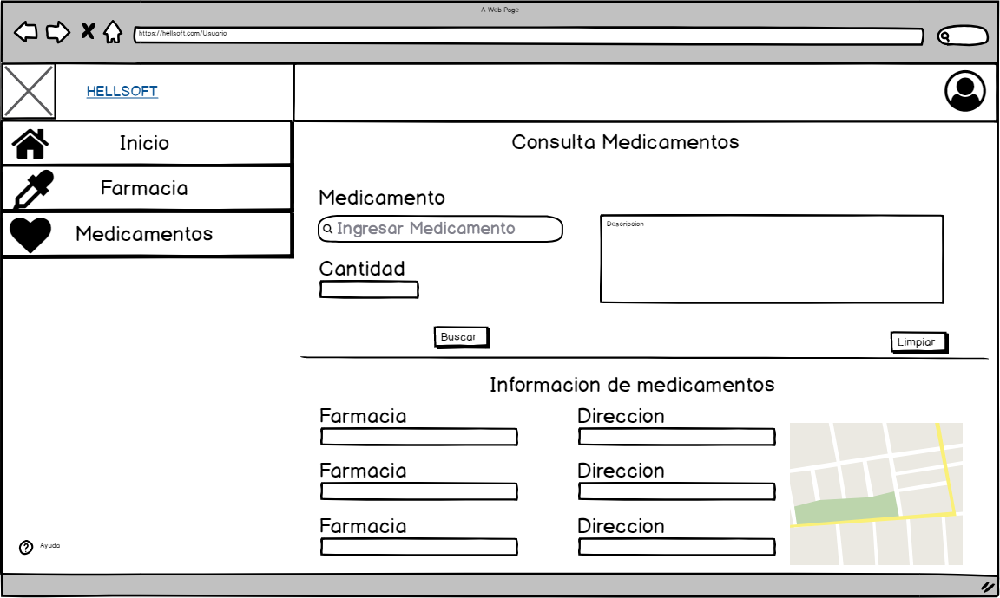 A Web Page
https://hellsoft.com/Usuario
HELLSOFT
Inicio
Farmacia
Medicamentos
Consulta Medicamentos
Medicamento
Ingresar Medicamento
Descripcion
Cantidad
Buscar
Limpiar
Informacion de medicamentos
Farmacia
Direccion
Farmacia
Direccion
Farmacia
Direccion
Ayuda